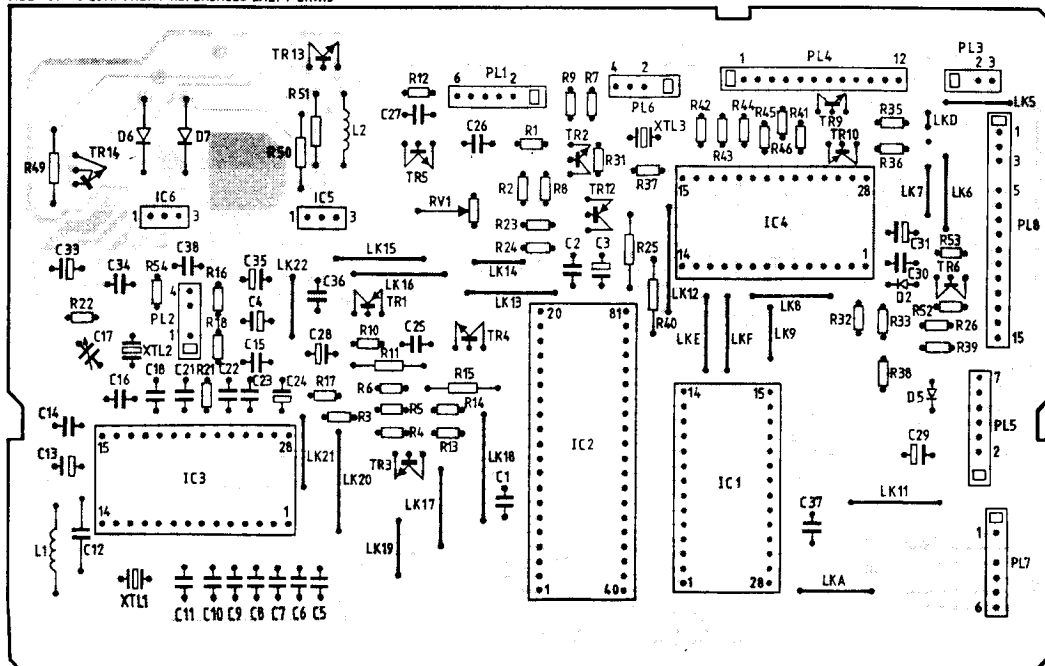 TR13
R12
6 PL1 2
R9 R7
4 2
PL6
1 PL4 12
PL3
2 3
LK5
R51
L2
C27
C26
R1
TR2
XTL3
R42 R44 R45 R41
R43 R46
TR9
TR10
R35
R36
LKD
1
3
5
PL8
15
D6 D7
R49
TR14
R50
TR5
R31
R37
R2 R8
TR12
RV1
R23
R24
15 28
IC4
14 1
LK7
LK6
IC6
1 3
IC5
1 3
C33
C34
R54
C38
R16
C35
LK22
C36
LK15
LK16
LK14
LK13
C2 C3
R25
LK12
R40
C31
C30
D2
R53
TR6
R52
R26
R39
R22
C17
XTL2
4
PL2
1
R18
C4
C15
C28
TR1
R10
C25
R11
TR4
20 81
LKE
LKF
LK8
LK9
R32
R33
R38
C16
C18 C21 R21 C22 C23 C24
R17
R6
R15
R3
R5
R14
R4
R13
D5
7
PL5
2
C14
C13
15 28
IC3
14 1
LK21
LK20
TR3
LK17
LK18
C1
IC2
1 40
14 15
IC1
1 28
C29
LK11
C37
L1
C12
XTL1
LK19
LKA
1
PL7
6
C11 C10 C9 C8 C7 C6 C5